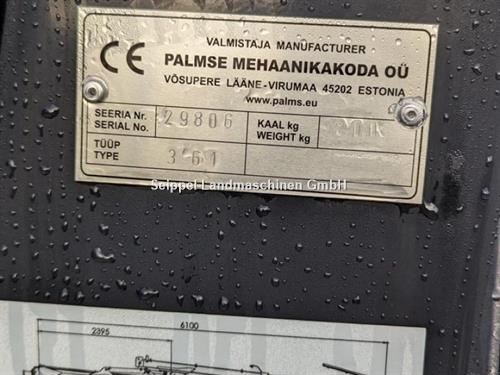 VALMISTAJA MANUFACTURER
CE PALMSE MEHAANIKAKODA OÜ
VÕSUPERE LÄÄNE-VIRUMAA 45202 ESTONIA
www.palms.eu
SEERIA Nr. 29806 KAAL kg
SERIAL No. WEIGHT kg
TÜÜP
TYPE
Seippel Landmaschinen GmbH
6100
2395